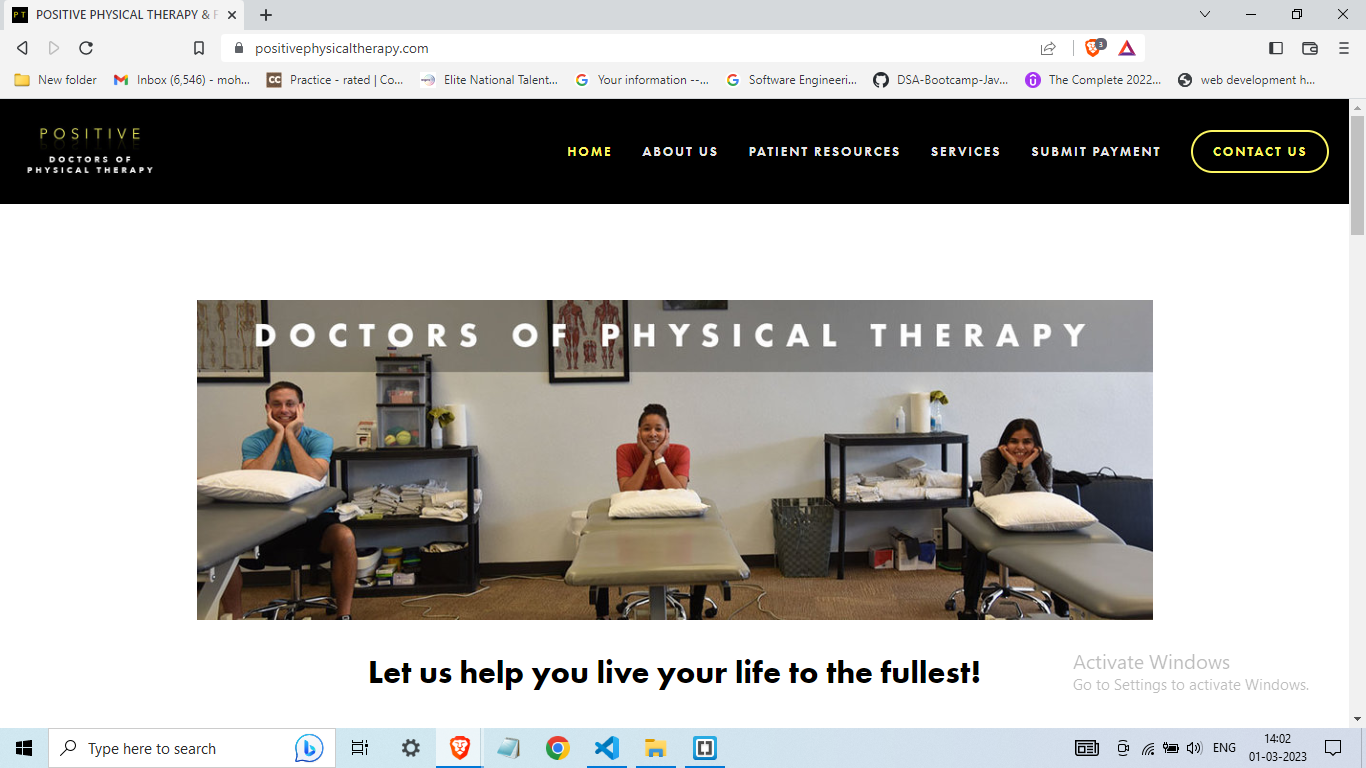 POSITIVE PHYSICAL THERAPY &
positivephysicaltherapy.com
3
New folder
Inbox (6,546) - moh...
Practice - rated | Co...
Elite National Talent...
Your information --...
Software Engineeri...
DSA-Bootcamp-Jav...
The Complete 2022...
web development h...
POSITIVE
DOCTORS OF
PHYSICAL THERAPY
HOME ABOUT US PATIENT RESOURCES SERVICES SUBMIT PAYMENT CONTACT US
DOCTORS OF PHYSICAL THERAPY
Let us help you live your life to the fullest!
Activate Windows
Go to Settings to activate Windows.
Type here to search
ENG
14:02
01-03-2023